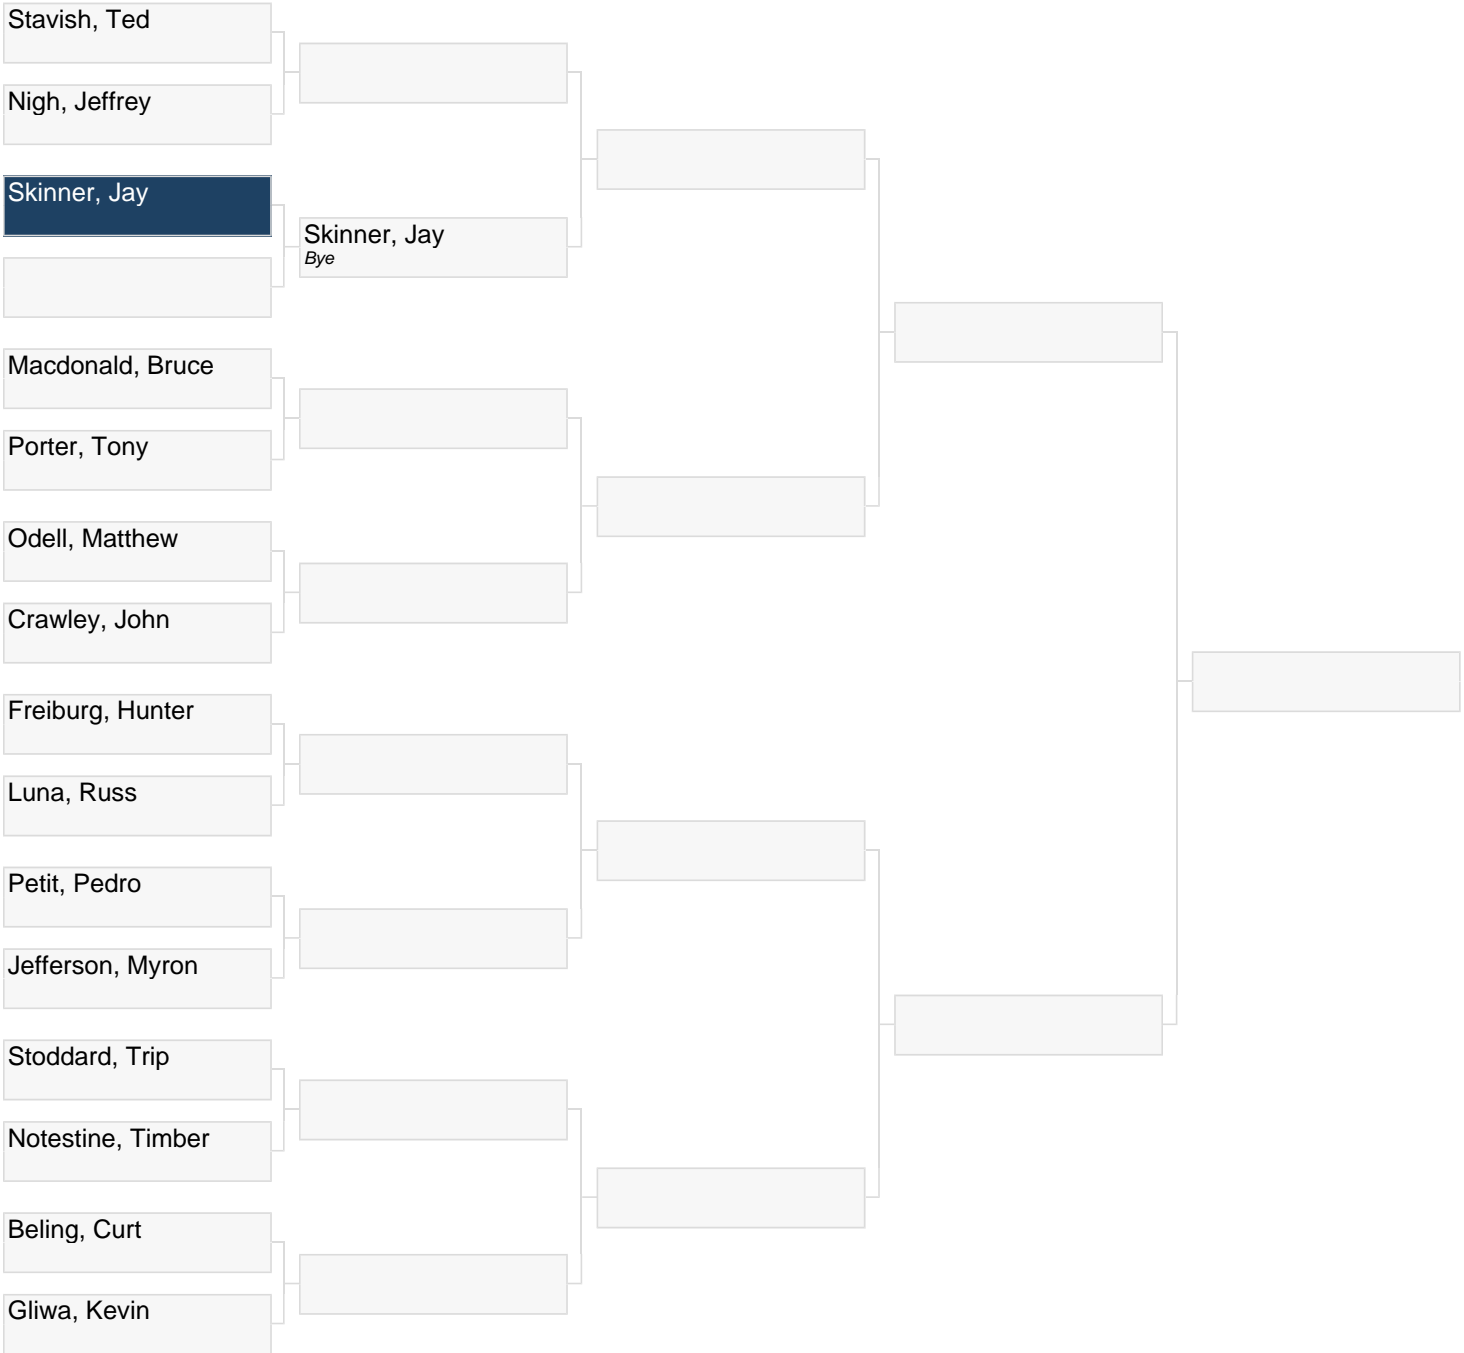 Stavish, Ted
Nigh, Jeffrey
Skinner, Jay
Skinner, Jay
Bye
Macdonald, Bruce
Porter, Tony
Odell, Matthew
Crawley, John
Freiburg, Hunter
Luna, Russ
Petit, Pedro
Jefferson, Myron
Stoddard, Trip
Notestine, Timber
Beling, Curt
Gliwa, Kevin